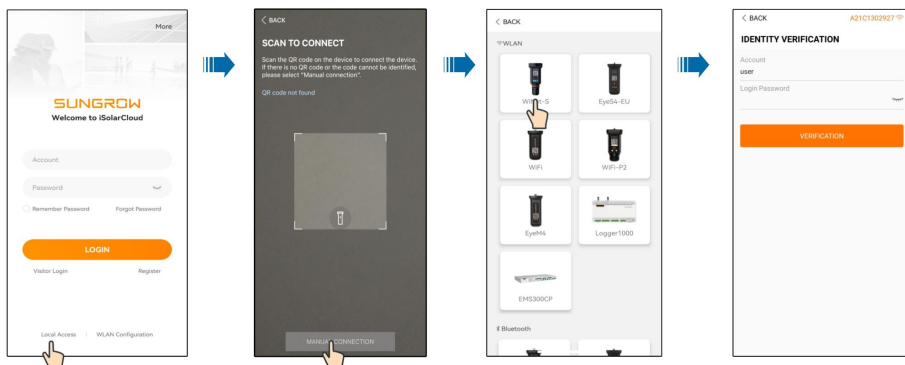 More
SUNGROW
Welcome to iSolarCloud
Account
Password
Remember Password Forgot Password
LOGIN
Visitor Login Register
Local Access | WLAN Configuration
< BACK
SCAN TO CONNECT
Scan the QR code on the device to connect the device.
If there is no QR code or the code cannot be identified,
please select "Manual connection".
QR code not found
MANUAL CONNECTION
< BACK
WLAN
WiNet-S EyeS4-EU
WiFi WiFi-P2
EyeM4 Logger1000
EMS300CP
Bluetooth
< BACK A21C1302927
IDENTITY VERIFICATION
Account
user
Login Password
VERIFICATION